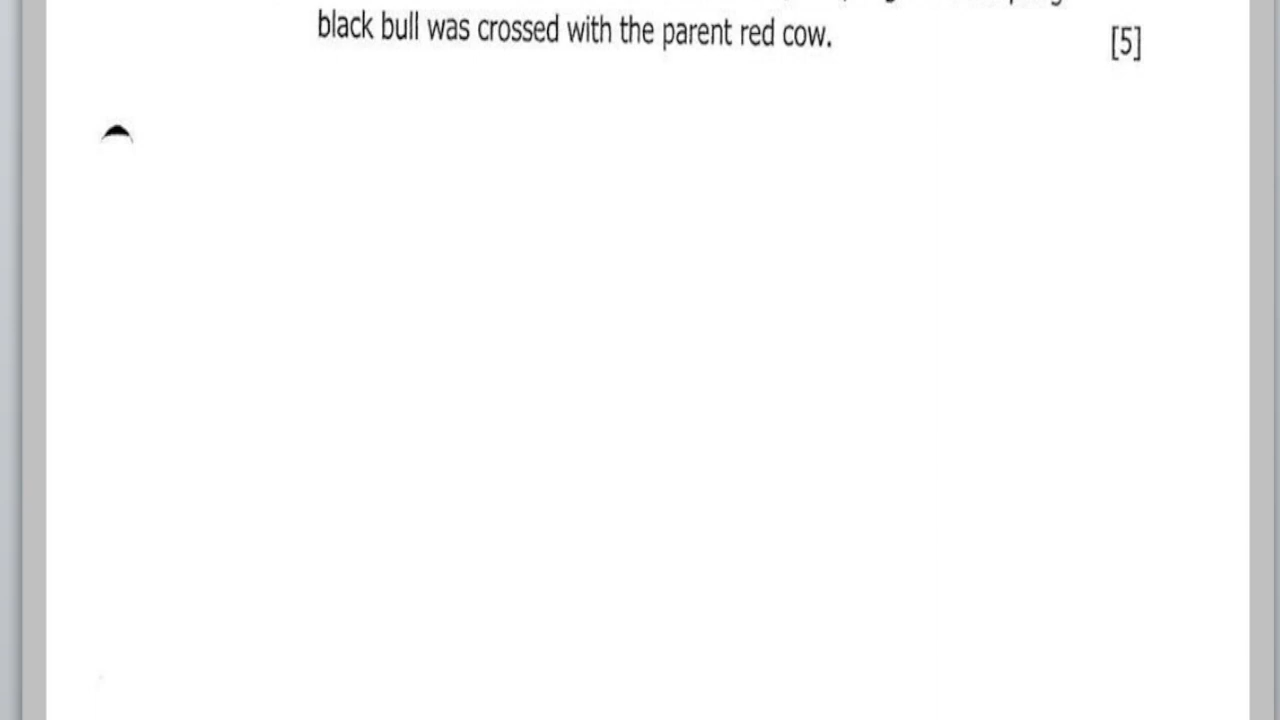 black bull was crossed with the parent red cow.
[5]